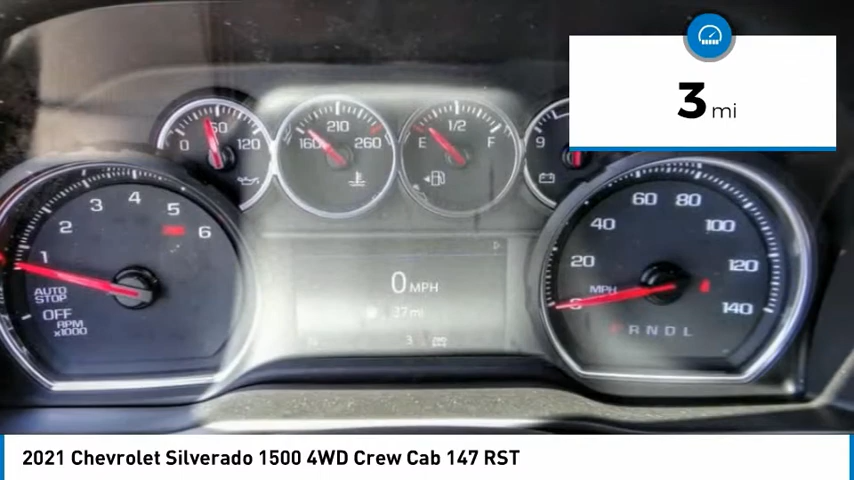 3 mi
0 60 120
160 210 260
E 1/2 F
9
1 2 3 4 5 6
AUTO
STOP
OFF
RPM
x1000
0 MPH
37mi
3
20 40 60 80 100 120 140
MPH
P R N D L
2021 Chevrolet Silverado 1500 4WD Crew Cab 147 RST